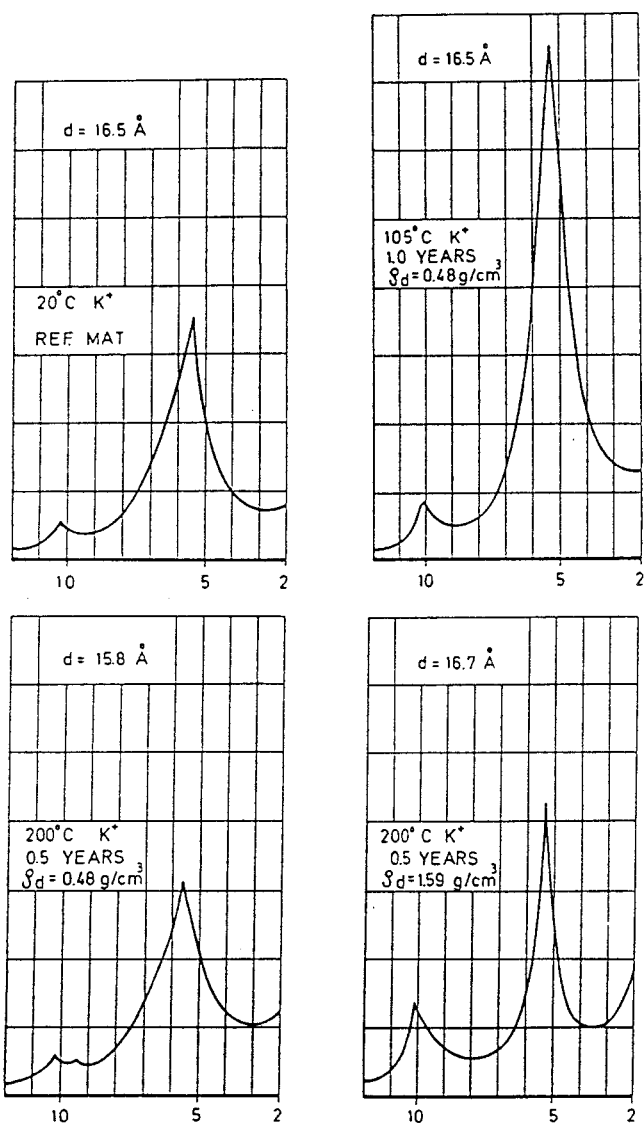 d = 16.5 Å
20°C K⁺
REF. MAT
10 5 2
d = 16.5 Å
105°C K⁺
1.0 YEARS
ρd=0.48 g/cm³
10 5 2
d = 15.8 Å
200°C K⁺
0.5 YEARS
ρd=0.48 g/cm³
10 5 2
d = 16.7 Å
200°C K⁺
0.5 YEARS
ρd=1.59 g/cm³
10 5 2